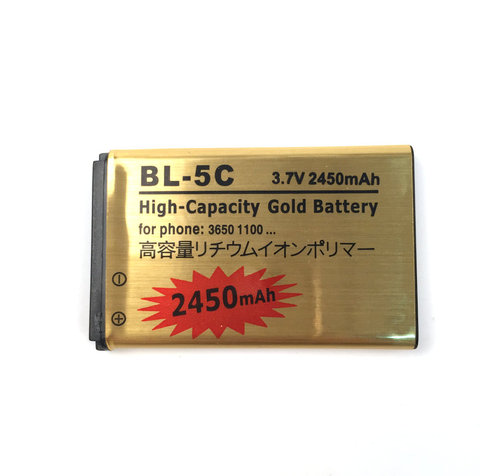 BL-5C 3.7V 2450mAh
High-Capacity Gold Battery
for phone: 3650 1100 ...
高容量リチウムイオンポリマー
2450mAh